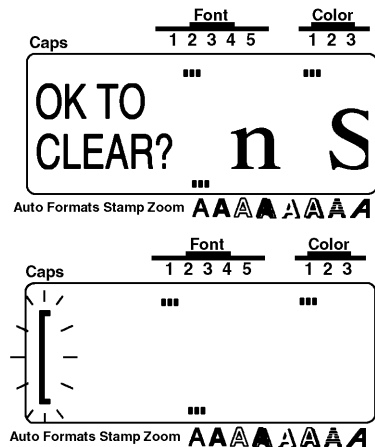 Font Color
1 2 3 4 5 1 2 3
Caps
OK TO
CLEAR? n S
Auto Formats Stamp Zoom A A A A A A A A
Font Color
1 2 3 4 5 1 2 3
Caps
[
Auto Formats Stamp Zoom A A A A A A A A